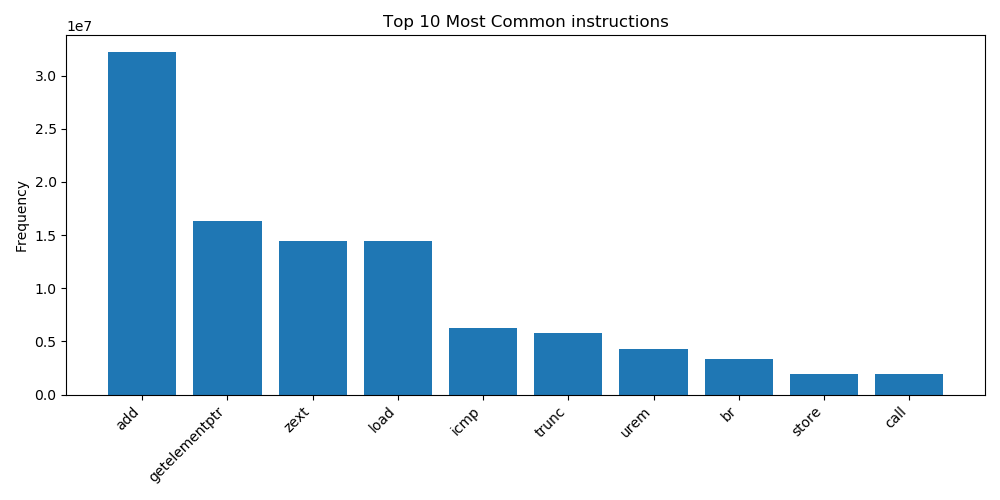 Top 10 Most Common instructions
1e7
Frequency
3.0
2.5
2.0
1.5
1.0
0.5
0.0
add
getelementptr
zext
load
icmp
trunc
urem
br
store
call